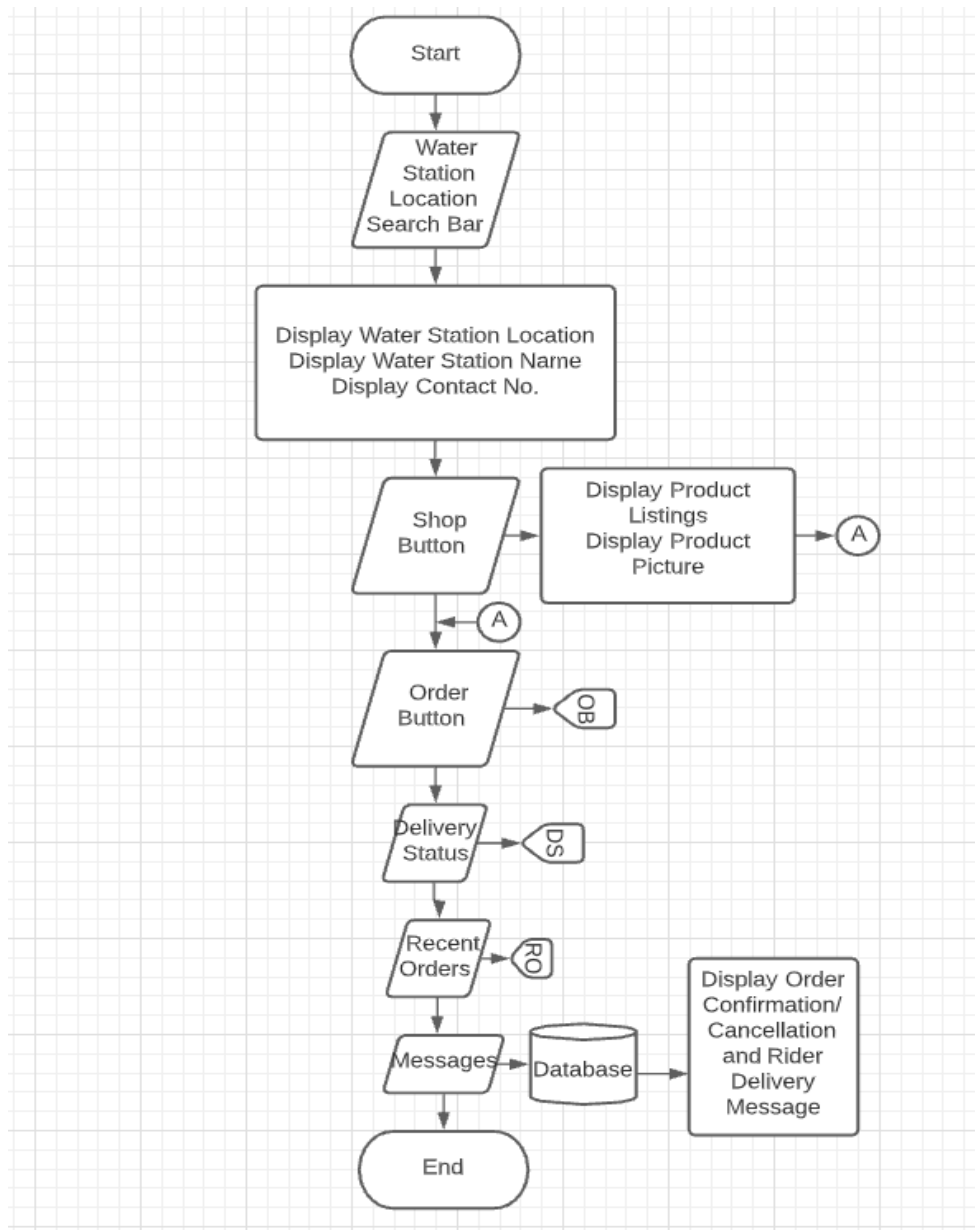 Start
Water
Station
Location
Search Bar
Display Water Station Location
Display Water Station Name
Display Contact No.
Shop
Button
Display Product
Listings
Display Product
Picture
A
A
Order
Button
OB
Delivery
Status
DS
Recent
Orders
RO
Messages
Database
Display Order
Confirmation/
Cancellation
and Rider
Delivery
Message
End